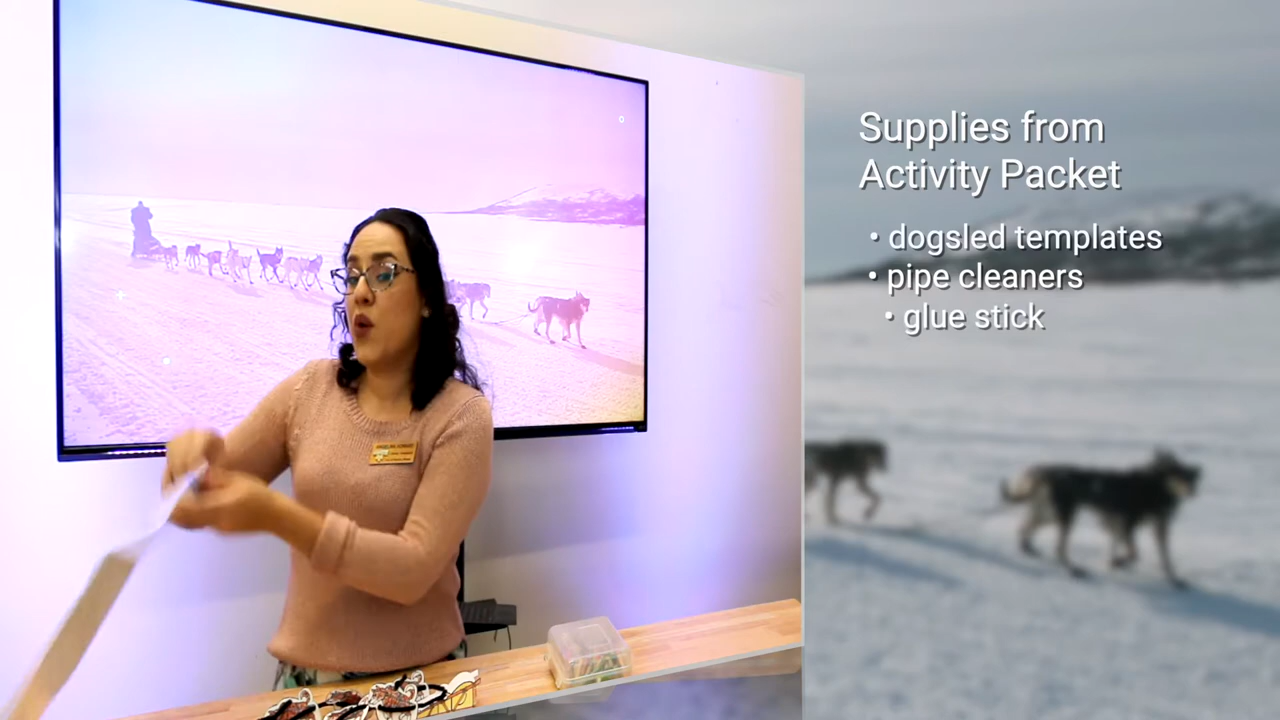 Supplies from
Activity Packet
• dogsled templates
• pipe cleaners
• glue stick